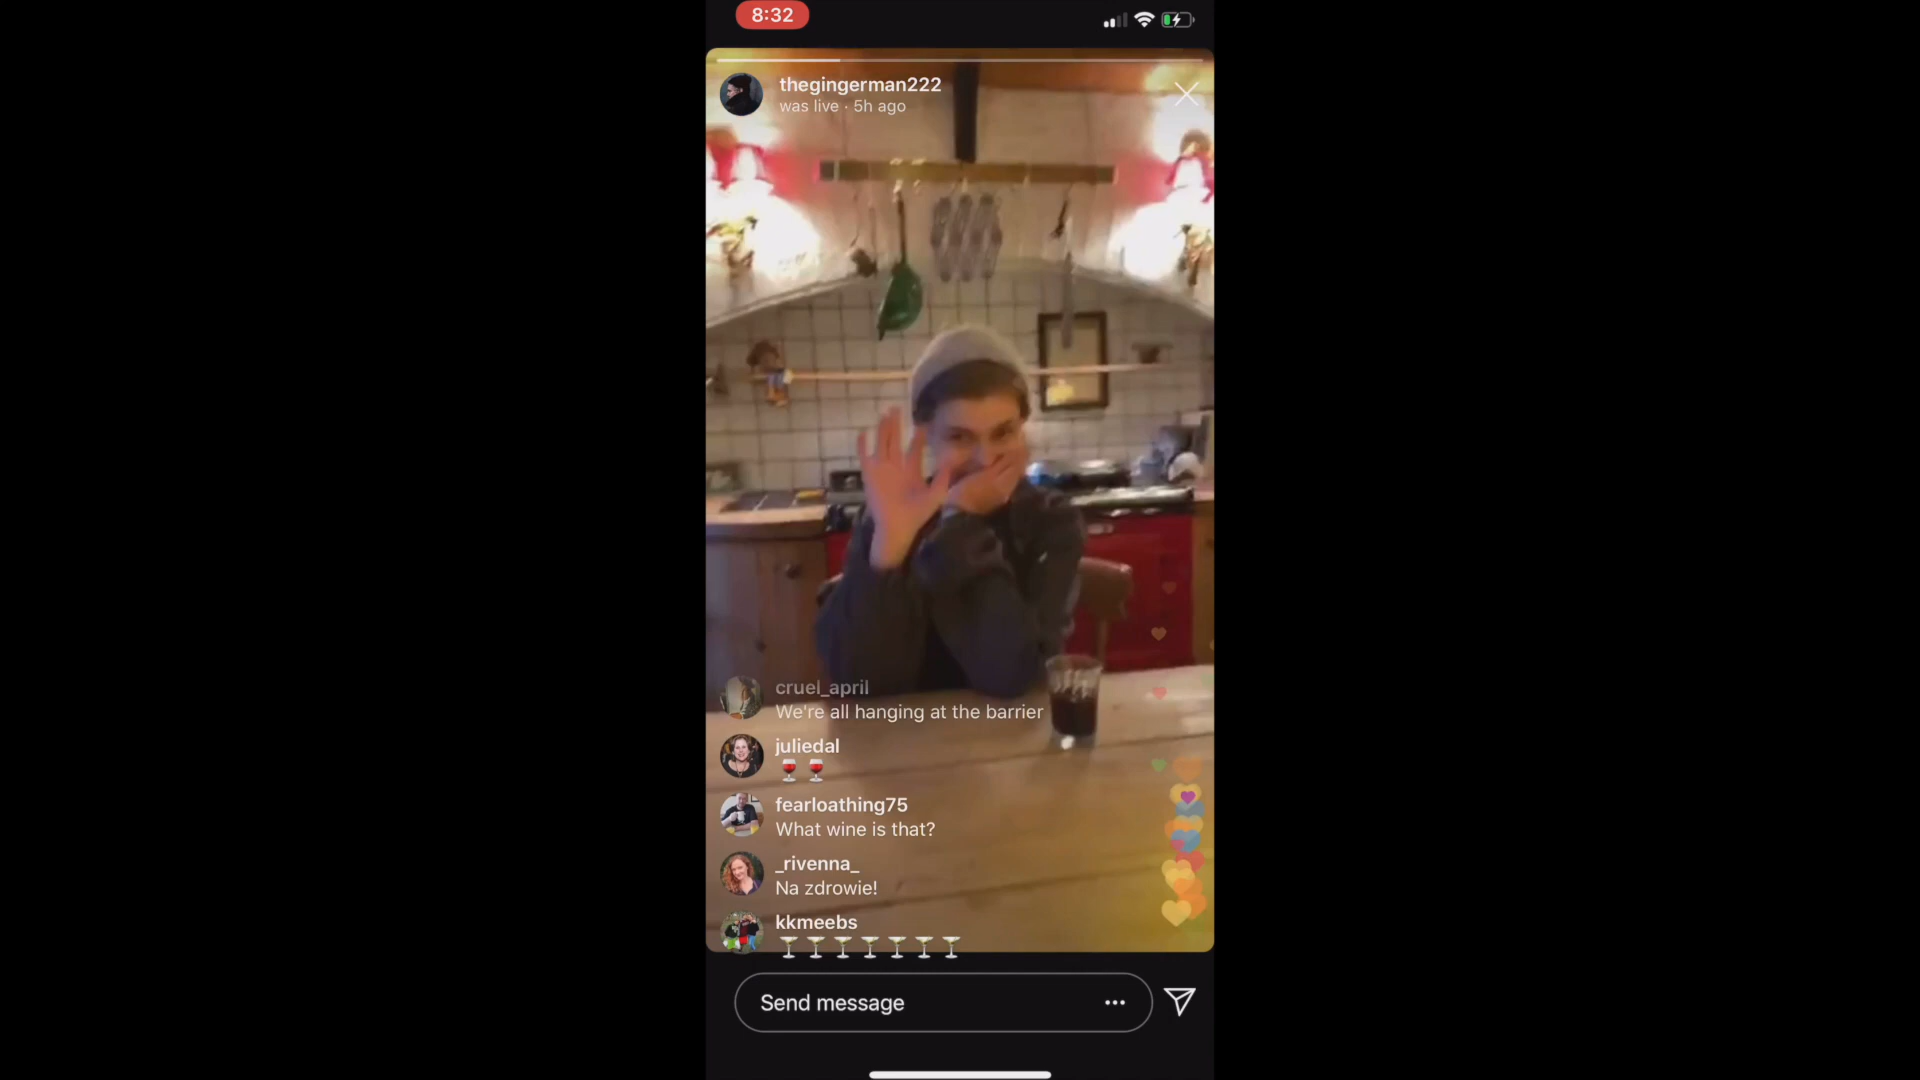 8:32
thegingerman222
was live · 5h ago
cruel_april
We're all hanging at the barrier
juliedal
🍷🍷
fearloathing75
What wine is that?
_rivenna_
Na zdrowie!
kkmeebs
🍸🍸🍸🍸🍸🍸🍸
Send message